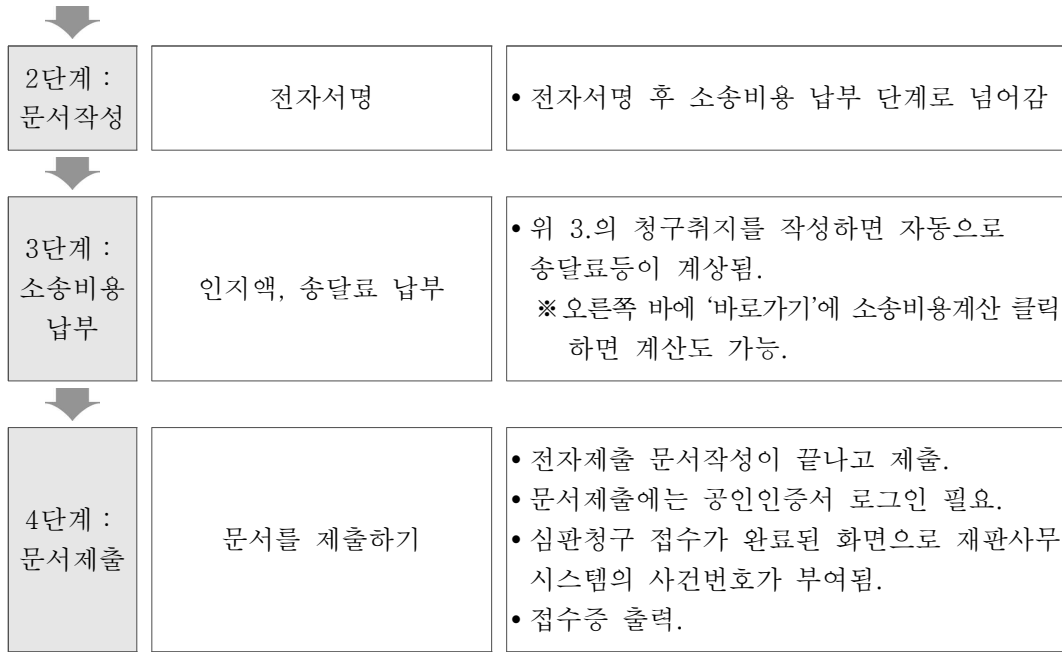 2단계 :
문서작성
전자서명
• 전자서명 후 소송비용 납부 단계로 넘어감
3단계 :
소송비용
납부
인지액, 송달료 납부
• 위 3.의 청구취지를 작성하면 자동으로
송달료등이 계상됨.
※ 오른쪽 바에 ‘바로가기’에 소송비용계산 클릭
하면 계산도 가능.
4단계 :
문서제출
문서를 제출하기
• 전자제출 문서작성이 끝나고 제출.
• 문서제출에는 공인인증서 로그인 필요.
• 심판청구 접수가 완료된 화면으로 재판사무
시스템의 사건번호가 부여됨.
• 접수증 출력.